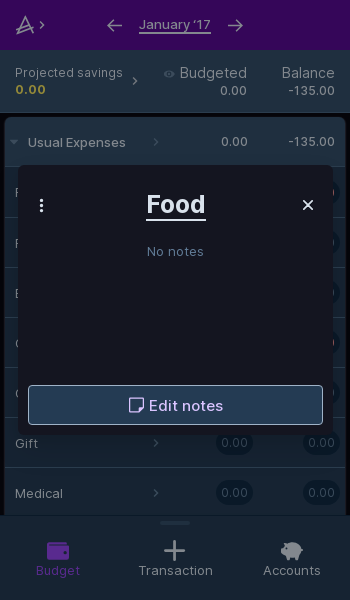 January '17
Projected savings
0.00
Budgeted
0.00
Balance
-135.00
Usual Expenses
0.00
-135.00
Food
No notes
Edit notes
Gift
0.00
0.00
Medical
0.00
0.00
Budget
Transaction
Accounts